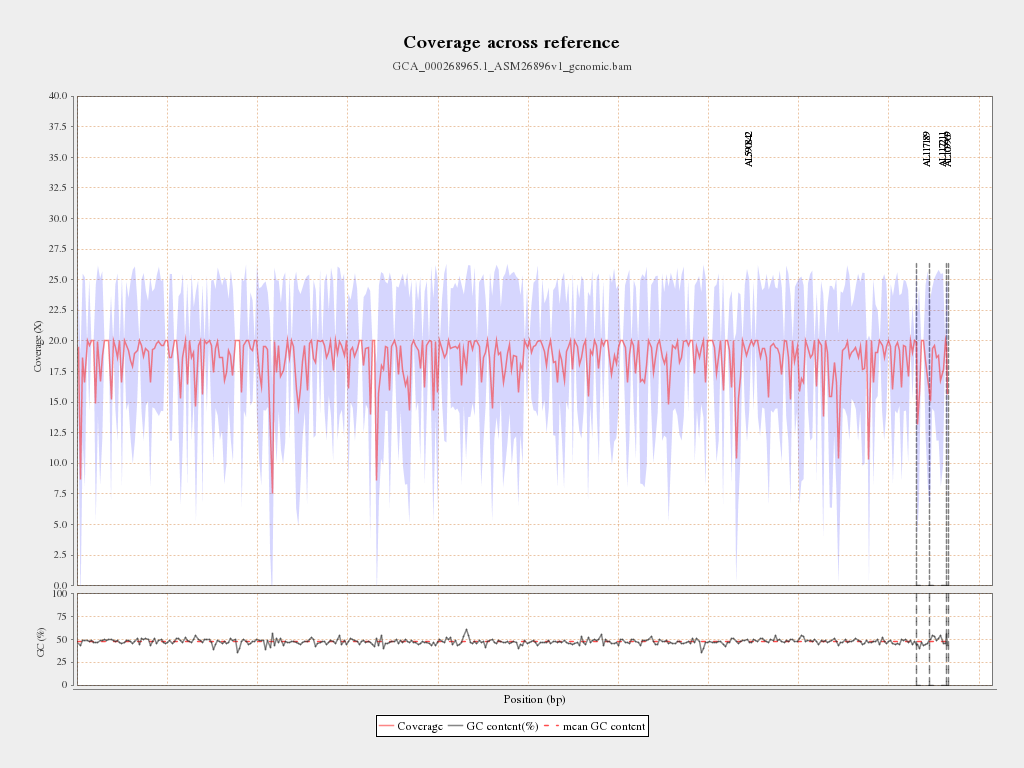 Coverage across reference
GCA_000268965.1_ASM26896v1_genomic.bam
40.0
37.5
35.0
32.5
30.0
27.5
25.0
22.5
20.0
17.5
15.0
12.5
10.0
7.5
5.0
2.5
0.0
Coverage (X)
AL590842
AL117189
AL117211
AL109969
100
75
50
25
0
GC (%)
Position (bp)
Coverage GC content(%) mean GC content